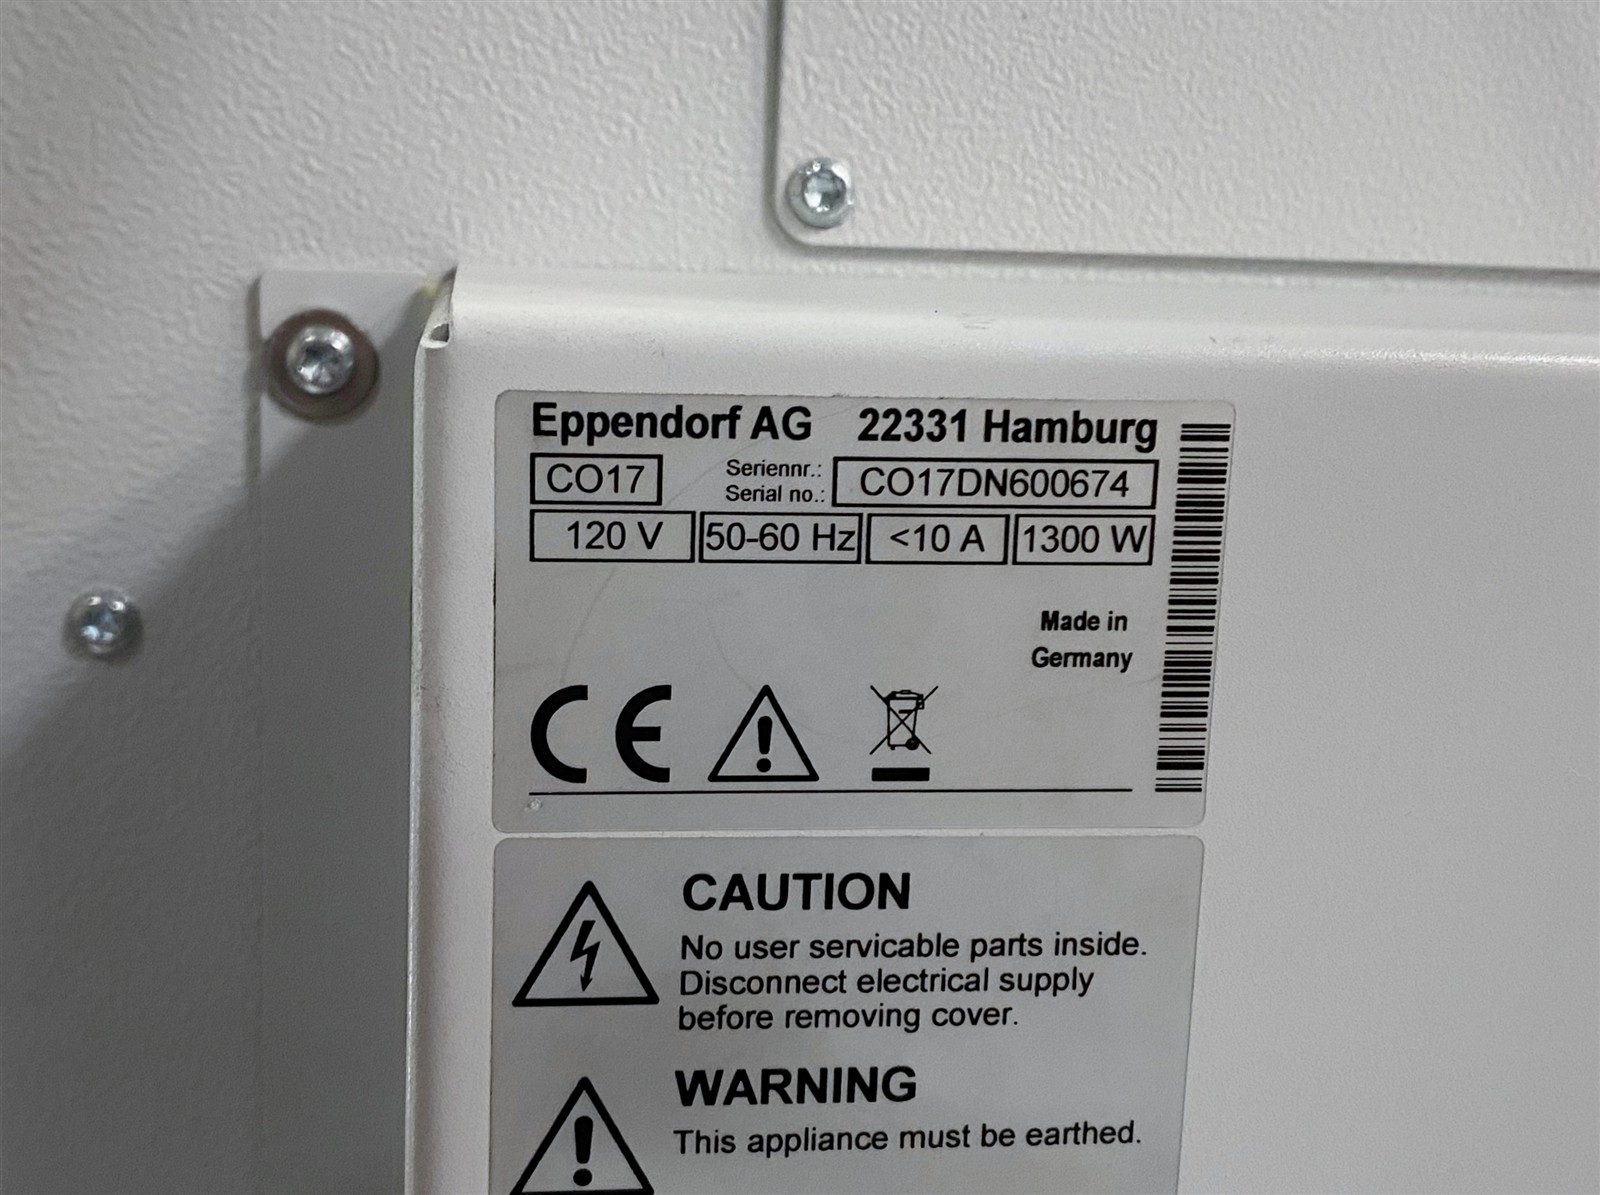 Eppendorf AG 22331 Hamburg
CO17 Seriennr.: CO17DN600674
Serial no.:
120 V 50-60 Hz <10 A 1300 W
Made in
Germany
CE
CAUTION
No user servicable parts inside.
Disconnect electrical supply
before removing cover.
WARNING
This appliance must be earthed.